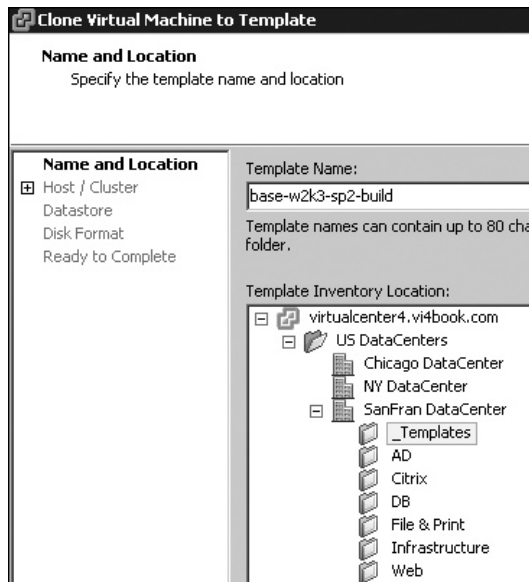 Clone Virtual Machine to Template
Name and Location
Specify the template name and location
Name and Location
Host / Cluster
Datastore
Disk Format
Ready to Complete
Template Name:
base-w2k3-sp2-build
Template names can contain up to 80 cha
folder.
Template Inventory Location:
virtualcenter4.vi4book.com
US DataCenters
Chicago DataCenter
NY DataCenter
SanFran DataCenter
_Templates
AD
Citrix
DB
File & Print
Infrastructure
Web